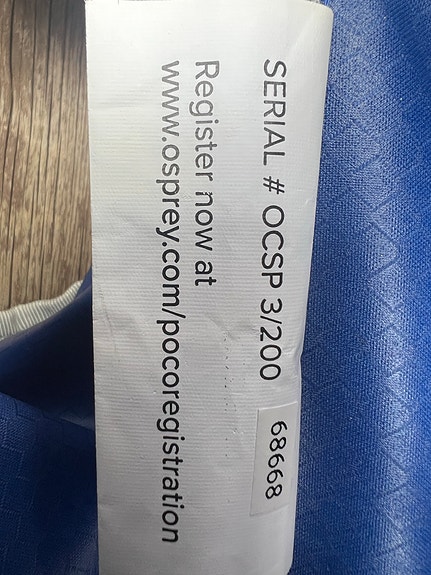 SERIAL # OCSP 3/200 68668
Register now at
www.osprey.com/pocoregistration